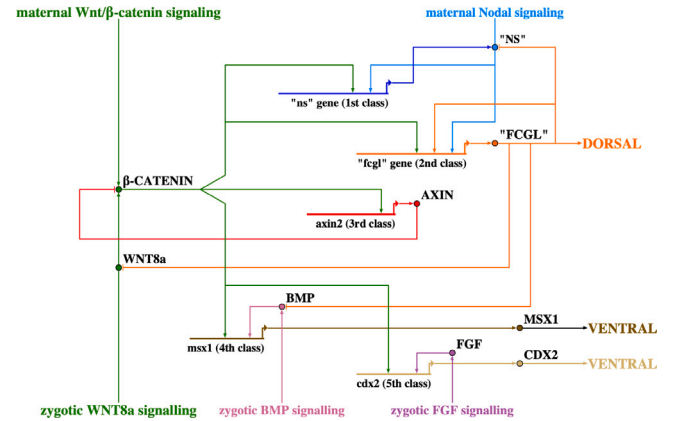 maternal Wnt/β-catenin signaling
maternal Nodal signaling
"NS"
"ns" gene (1st class)
"FCGL"
DORSAL
"fcgl" gene (2nd class)
β-CATENIN
AXIN
axin2 (3rd class)
WNT8a
BMP
MSX1
VENTRAL
msx1 (4th class)
FGF
CDX2
VENTRAL
cdx2 (5th class)
zygotic WNT8a signalling
zygotic BMP signalling
zygotic FGF signalling